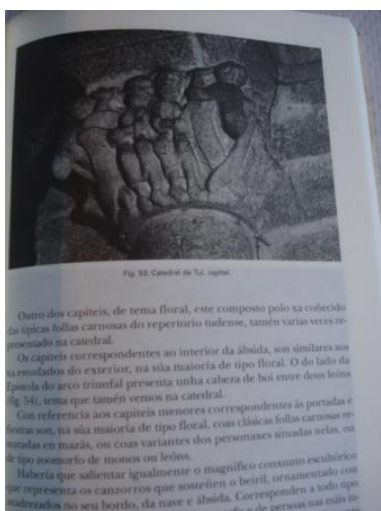 Fig. 53: Catedral de Tui, capitel.
Outro dos capiteis, de tema floral, este composto polo xa coñecido
das típicas follas carnosas do repertorio tudense, tamén varias veces re-
presentado na catedral.
Os capiteis correspondentes ao interior da ábsida, son similares aos
xa estudados do exterior, na súa maioría de tipo floral. O do lado da
Epístola do arco triunfal presenta unha cabeza de boi entre dous leóns
(fig. 54), tema que tamén vemos na catedral.
Con referencia aos capiteis menores correspondentes ás portadas e
son, na súa maioría de tipo floral, coas clásicas follas carnosas re-
matadas en mazás, ou coas variantes dos personaxes situadas nelas, ou
de tipo zoomorfo de monos ou leóns.
Habería que salientar igualmente o magnífico conxunto escultórico
que representa os canzorros que sosteñen o beiril, ornamentado con
no seu bordo, da nave e ábsida. Corresponden a todo tipo
e de persoas nas máis